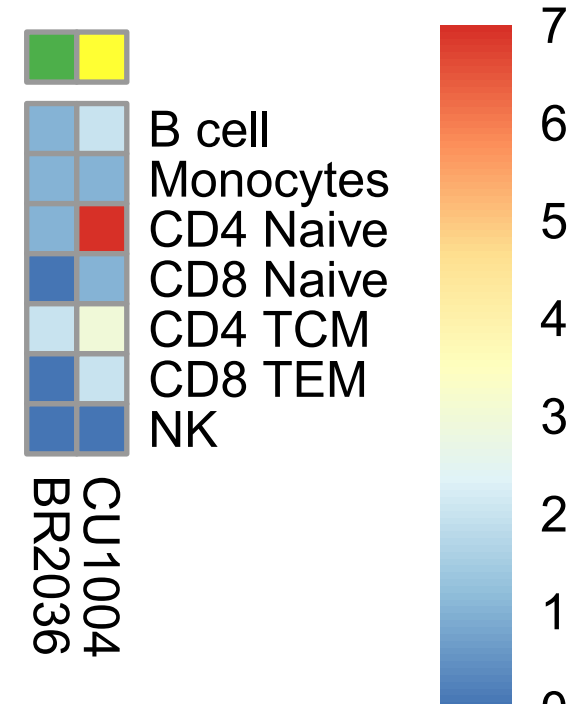 B cell
Monocytes
CD4 Naive
CD8 Naive
CD4 TCM
CD8 TEM
NK
BR2036
CU1004
7
6
5
4
3
2
1
0